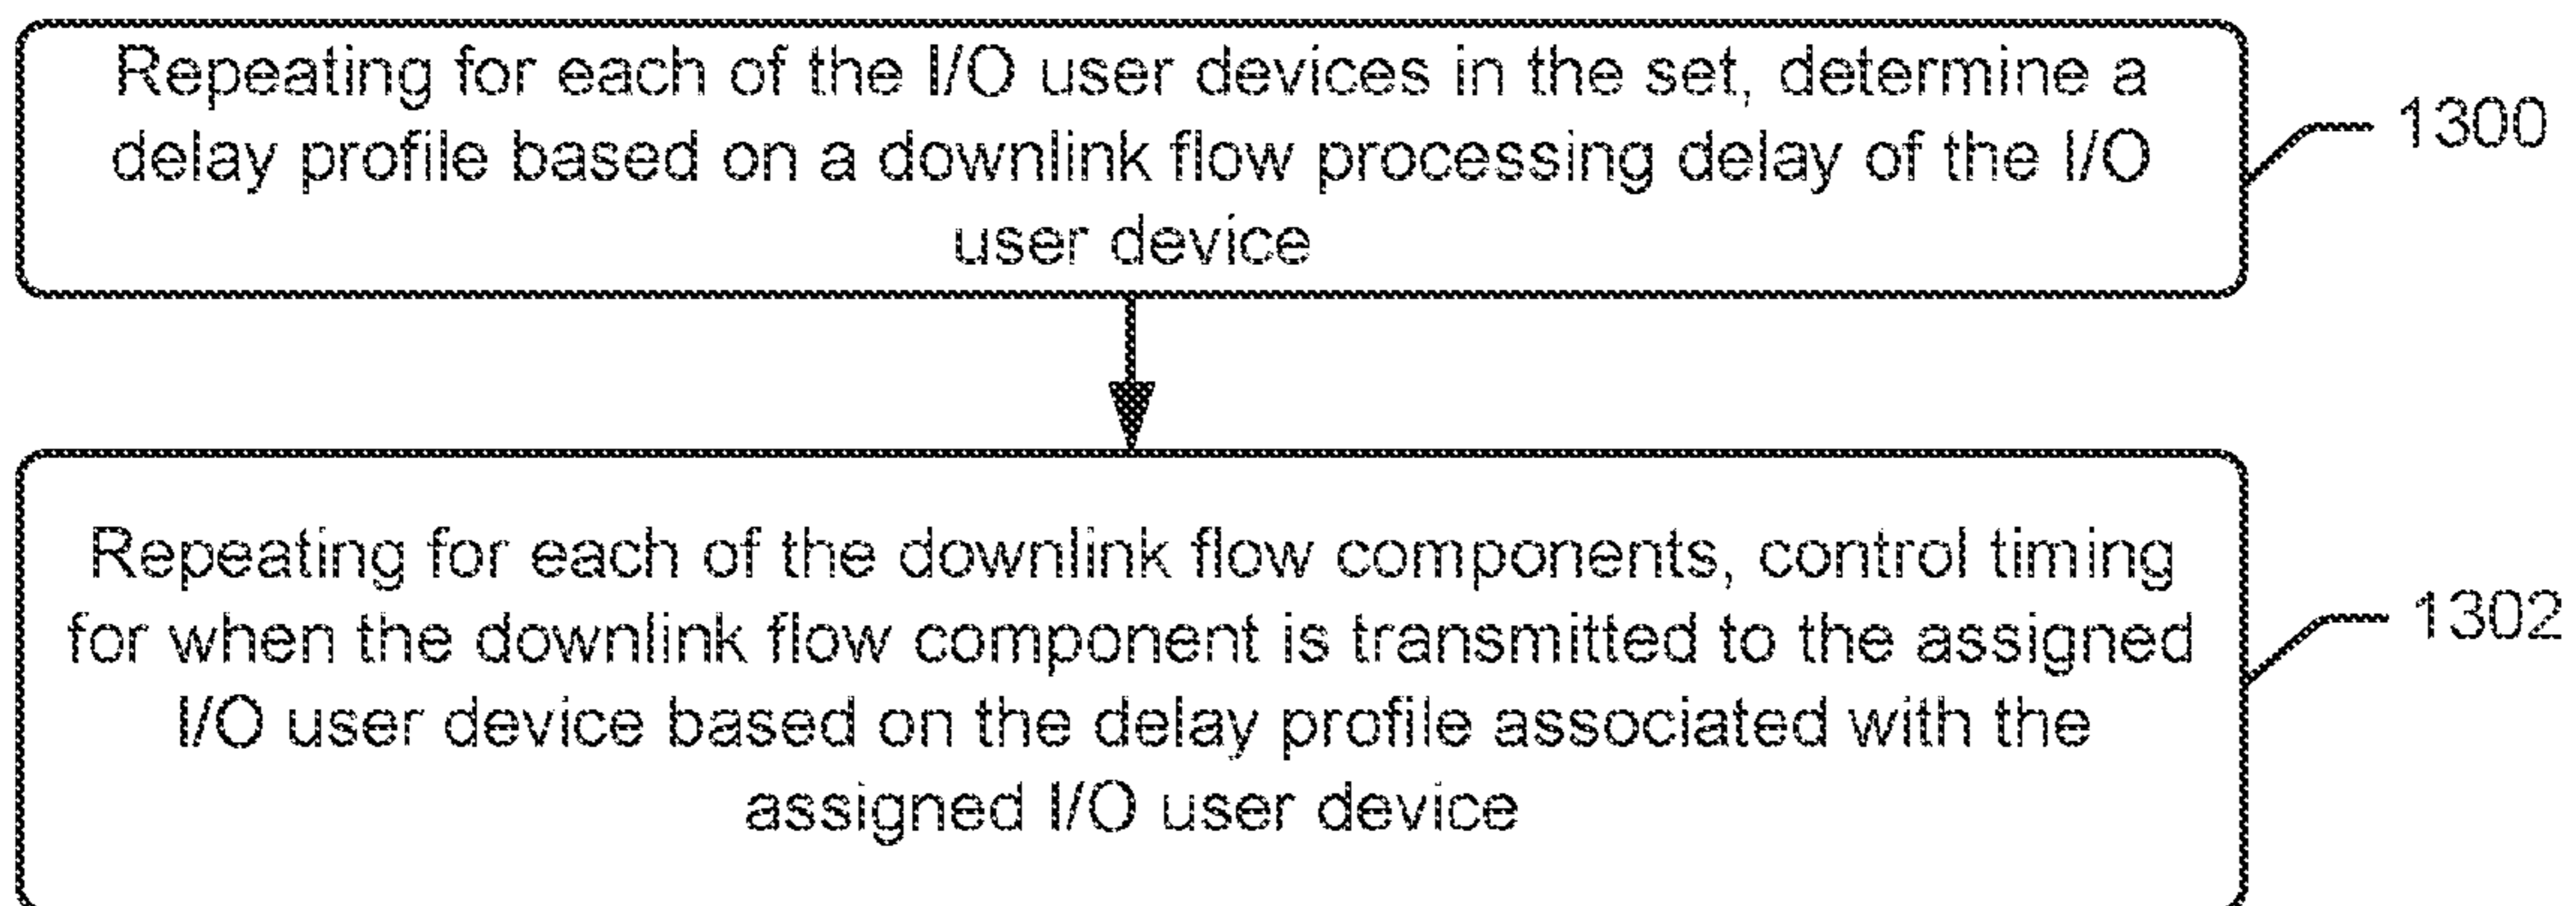 Repeating for each of the I/O user devices in the set, determine a
delay profile based on a downlink flow processing delay of the I/O
user device
1300
Repeating for each of the downlink flow components, control timing
for when the downlink flow component is transmitted to the assigned
I/O user device based on the delay profile associated with the
assigned I/O user device
1302